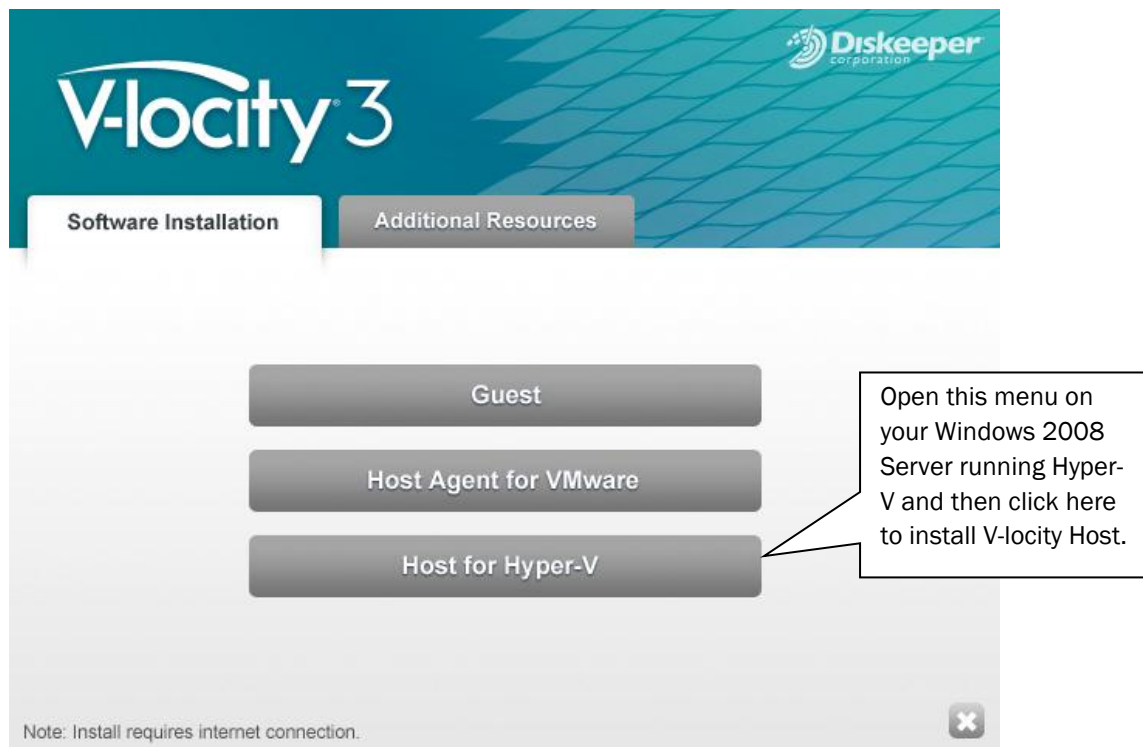 Diskeeper
corporation
V-locity® 3
Software Installation
Additional Resources
Guest
Host Agent for VMware
Host for Hyper-V
Open this menu on
your Windows 2008
Server running Hyper-
V and then click here
to install V-locity Host.
Note: Install requires internet connection.